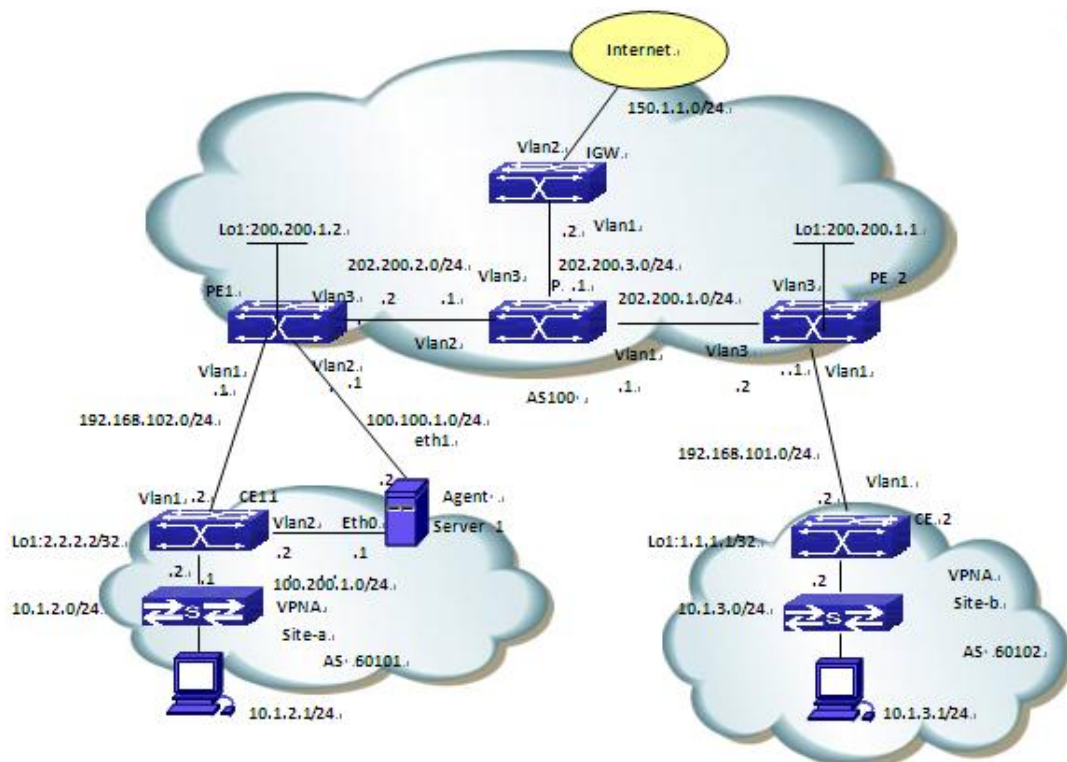 Internet.
150.1.1.0/24.
Vlan2.
IGW.
.2.
Vlan1.
Lo1:200.200.1.2.
Lo1:200.200.1.1.
202.200.2.0/24.
Vlan3.
202.200.3.0/24.
PE1.
Vlan3.
.2
.1.
P.
.1.
202.200.1.0/24.
Vlan3.
PE 2
Vlan2.
Vlan1.
.1.
Vlan2.
.1
Vlan1.
.1.
Vlan3.
.2
.1.
Vlan1.
AS100
192.168.102.0/24.
100.100.1.0/24.
eth1.
192.168.101.0/24.
Vlan1.
.2.
CE11
.2
Agent
Server 1
Vlan2.
Eth0.
.2
.1
Lo1:2.2.2.2/32
Vlan1.
.2.
CE.2
Lo1:1.1.1.1/32
.2.
.1
100.200.1.0/24.
.2
10.1.2.0/24.
S
VPNA
Site-a.
AS 60101
10.1.3.0/24.
S
VPNA
Site-b
AS 60102
10.1.2.1/24.
10.1.3.1/24.